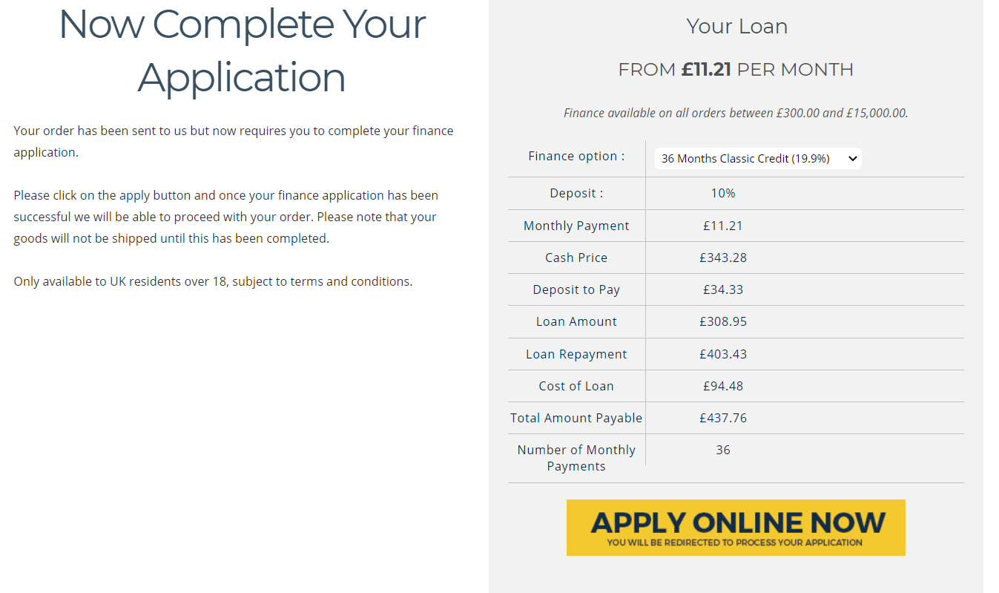 Now Complete Your
Application
Your order has been sent to us but now requires you to complete your finance
application.
Please click on the apply button and once your finance application has been
successful we will be able to proceed with your order. Please note that your
goods will not be shipped until this has been completed.
Only available to UK residents over 18, subject to terms and conditions.
Your Loan
FROM £11.21 PER MONTH
Finance available on all orders between £300.00 and £15,000.00.
Finance option : 36 Months Classic Credit (19.9%)
Deposit : 10%
Monthly Payment £11.21
Cash Price £343.28
Deposit to Pay £34.33
Loan Amount £308.95
Loan Repayment £403.43
Cost of Loan £94.48
Total Amount Payable £437.76
Number of Monthly 36
Payments
APPLY ONLINE NOW
YOU WILL BE REDIRECTED TO PROCESS YOUR APPLICATION